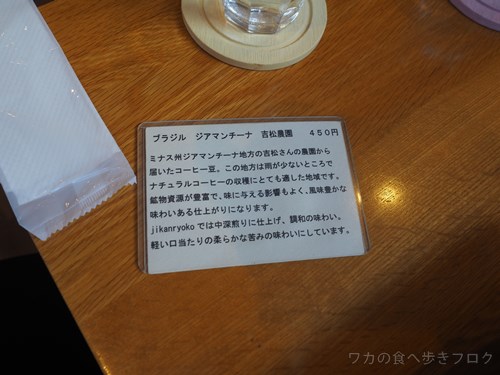 ブラジル　ジアマンチーナ　吉松農園　４５０円
ミナス州ジアマンチーナ地方の吉松さんの農園から
届いたコーヒー豆。この地方は雨が少ないところで
ナチュラルコーヒーの収穫にとても適した地域です。
鉱物資源が豊富で、味に与える影響もよく、風味豊かな
味わいある仕上がりになります。
jikanryokoでは中深煎りに仕上げ、調和の味わい。
軽い口当たりの柔らかな苦みの味わいにしています。
ワカの食べ歩きブログ